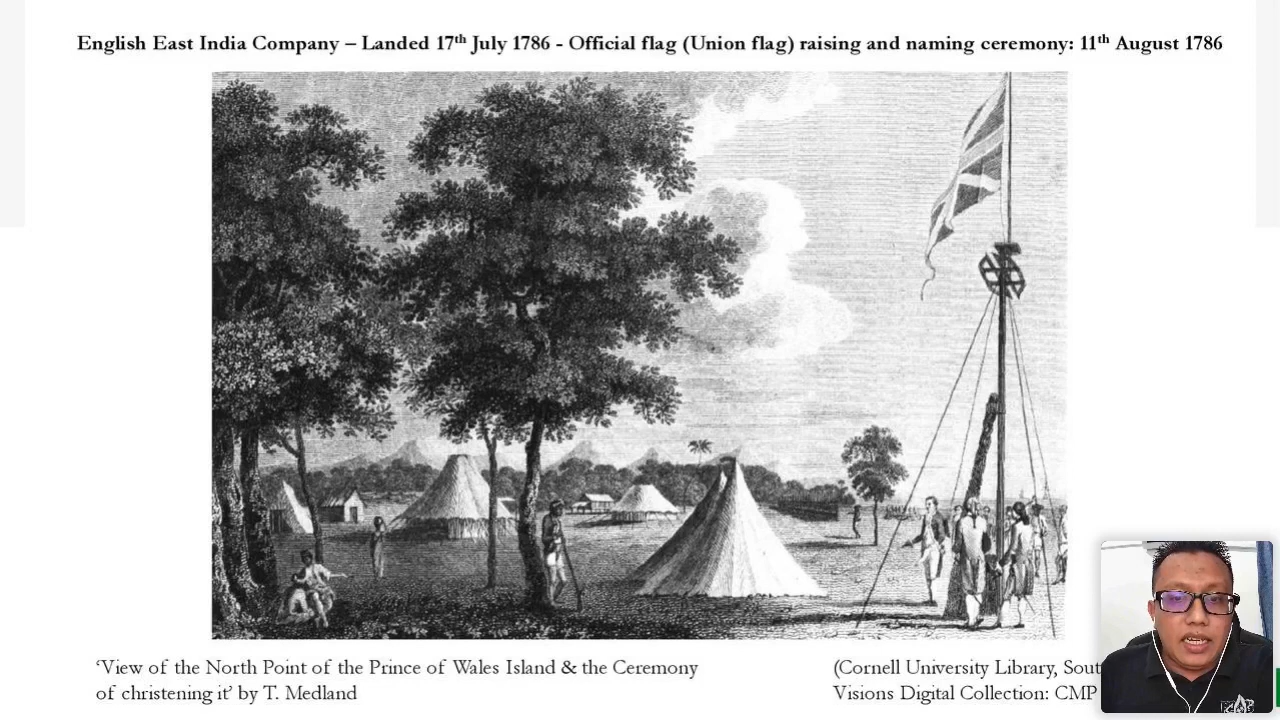 English East India Company – Landed 17th July 1786 - Official flag (Union flag) raising and naming ceremony: 11th August 1786
‘View of the North Point of the Prince of Wales Island & the Ceremony
of christening it’ by T. Medland
(Cornell University Library,
Visions Digital Collection: CMP